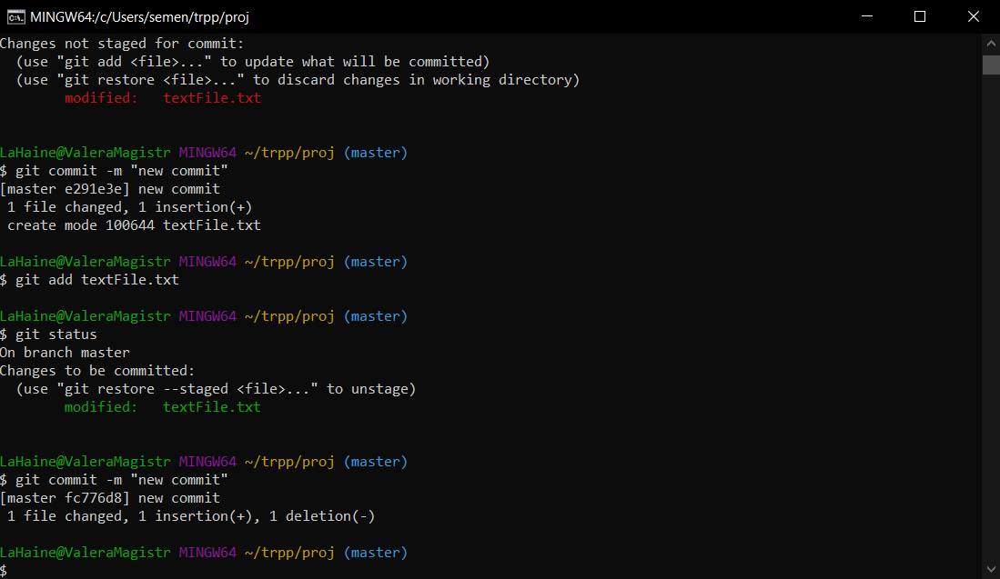 MINGW64:/c/Users/semen/trpp/proj
Changes not staged for commit:
  (use "git add <file>..." to update what will be committed)
  (use "git restore <file>..." to discard changes in working directory)
        modified:   textFile.txt
LaHaine@ValeraMagistr MINGW64 ~/trpp/proj (master)
$ git commit -m "new commit"
[master e291e3e] new commit
 1 file changed, 1 insertion(+)
 create mode 100644 textFile.txt
LaHaine@ValeraMagistr MINGW64 ~/trpp/proj (master)
$ git add textFile.txt
LaHaine@ValeraMagistr MINGW64 ~/trpp/proj (master)
$ git status
On branch master
Changes to be committed:
  (use "git restore --staged <file>..." to unstage)
        modified:   textFile.txt
LaHaine@ValeraMagistr MINGW64 ~/trpp/proj (master)
$ git commit -m "new commit"
[master fc776d8] new commit
 1 file changed, 1 insertion(+), 1 deletion(-)
LaHaine@ValeraMagistr MINGW64 ~/trpp/proj (master)
$